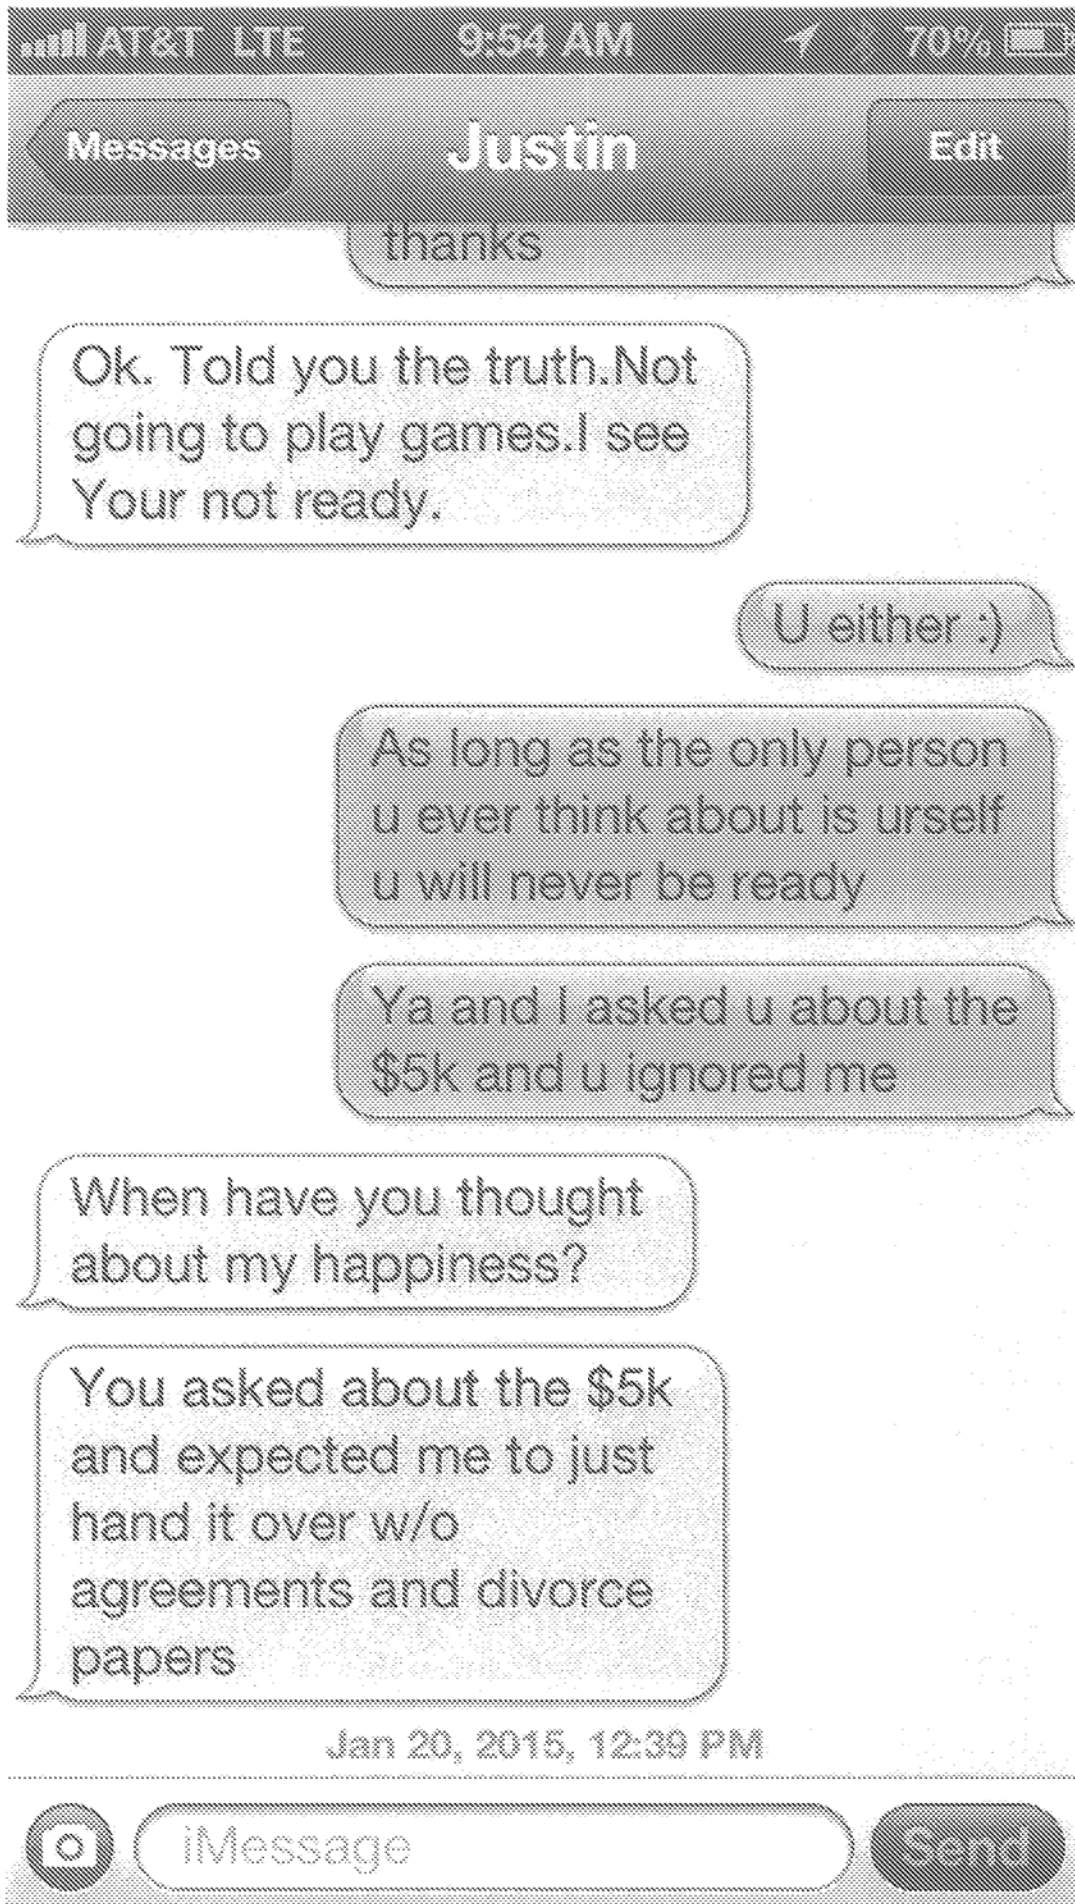 AT&T LTE 9:54 AM 70%
Messages Justin Edit
thanks
Ok. Told you the truth.Not
going to play games.I see
Your not ready.
U either :)
As long as the only person
u ever think about is urself
u will never be ready
Ya and I asked u about the
$5k and u ignored me
When have you thought
about my happiness?
You asked about the $5k
and expected me to just
hand it over w/o
agreements and divorce
papers
Jan 20, 2015, 12:39 PM
iMessage Send